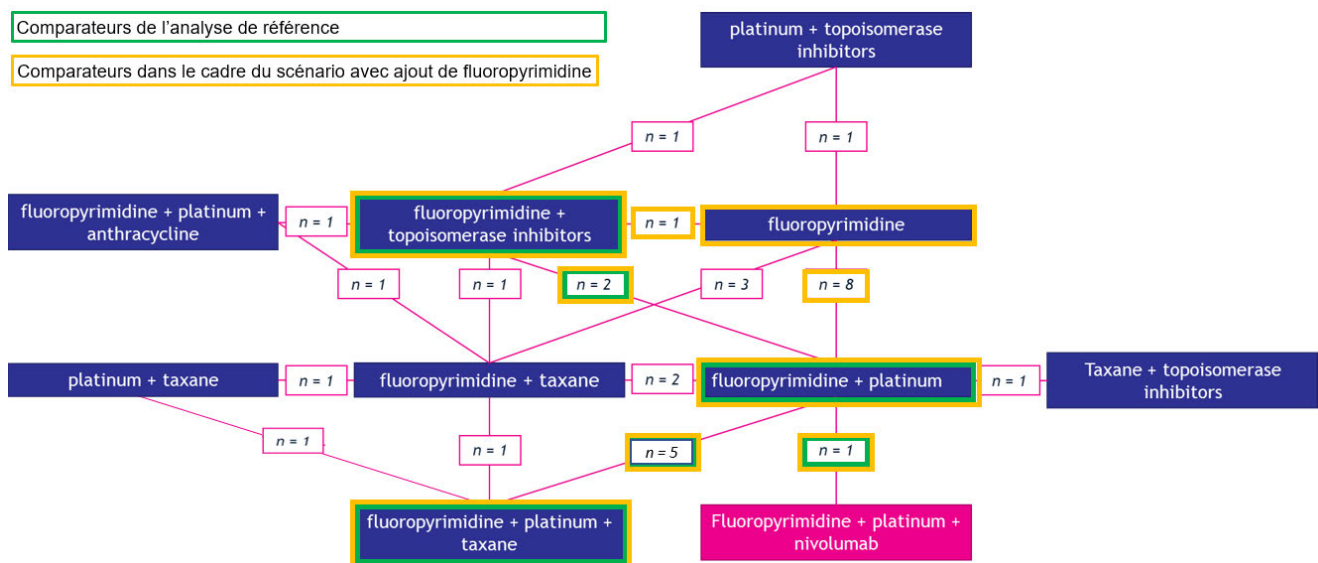 Comparateurs de l'analyse de référence
Comparateurs dans le cadre du scénario avec ajout de fluoropyrimidine
platinum + topoisomerase
inhibitors
n = 1
n = 1
fluoropyrimidine + platinum +
anthracycline
n = 1
fluoropyrimidine +
topoisomerase inhibitors
n = 1
fluoropyrimidine
n = 1
n = 1
n = 2
n = 3
n = 8
platinum + taxane
n = 1
fluoropyrimidine + taxane
n = 2
fluoropyrimidine + platinum
n = 1
Taxane + topoisomerase
inhibitors
n = 1
n = 1
n = 5
n = 1
fluoropyrimidine + platinum +
taxane
Fluoropyrimidine + platinum +
nivolumab